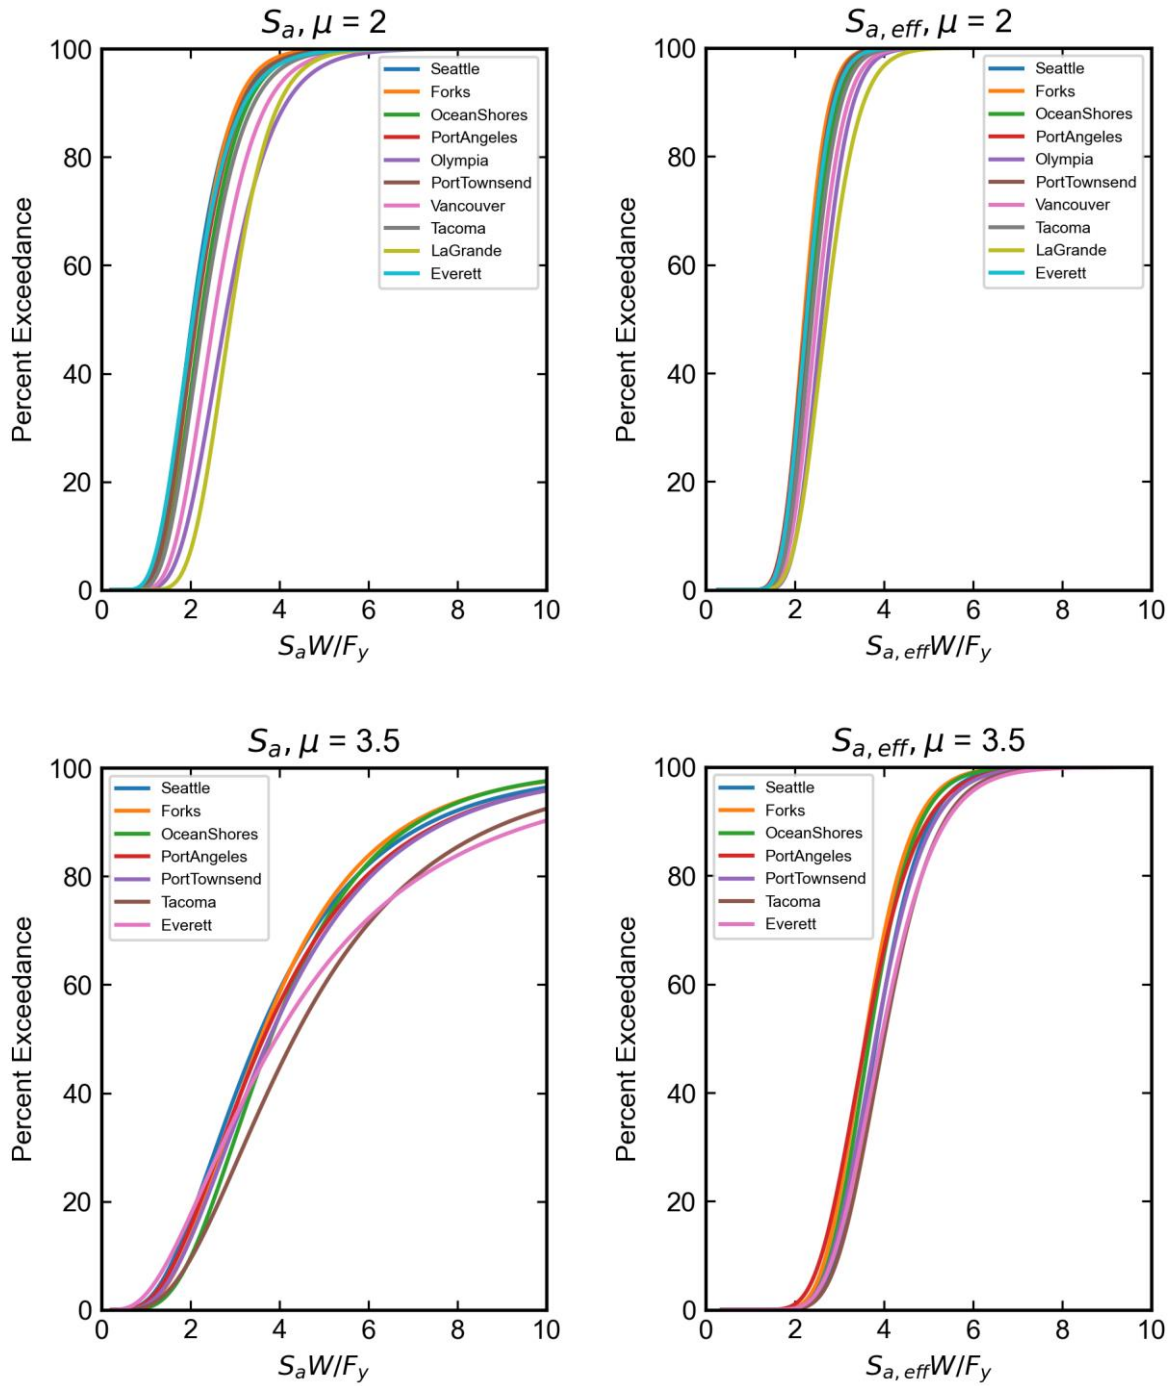 Sa, μ = 2
100
80
60
40
20
0
Percent Exceedance
Seattle
Forks
OceanShores
PortAngeles
Olympia
PortTownsend
Vancouver
Tacoma
LaGrande
Everett
0 2 4 6 8 10
SaW/Fy
Sa,eff, μ = 2
100
80
60
40
20
0
Percent Exceedance
Seattle
Forks
OceanShores
PortAngeles
Olympia
PortTownsend
Vancouver
Tacoma
LaGrande
Everett
0 2 4 6 8 10
Sa,effW/Fy
Sa, μ = 3.5
100
80
60
40
20
0
Percent Exceedance
Seattle
Forks
OceanShores
PortAngeles
PortTownsend
Tacoma
Everett
0 2 4 6 8 10
SaW/Fy
Sa,eff, μ = 3.5
100
80
60
40
20
0
Percent Exceedance
Seattle
Forks
OceanShores
PortAngeles
PortTownsend
Tacoma
Everett
0 2 4 6 8 10
Sa,effW/Fy